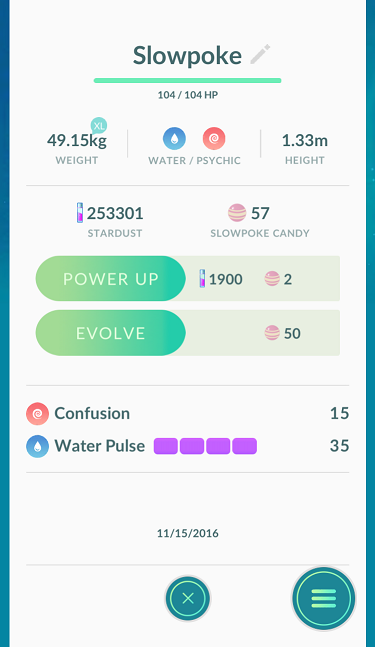 Slowpoke
104 / 104 HP
XL
49.15kg
WEIGHT
WATER / PSYCHIC
1.33m
HEIGHT
253301
STARDUST
57
SLOWPOKE CANDY
POWER UP 1900 2
EVOLVE 50
Confusion 15
Water Pulse 35
11/15/2016